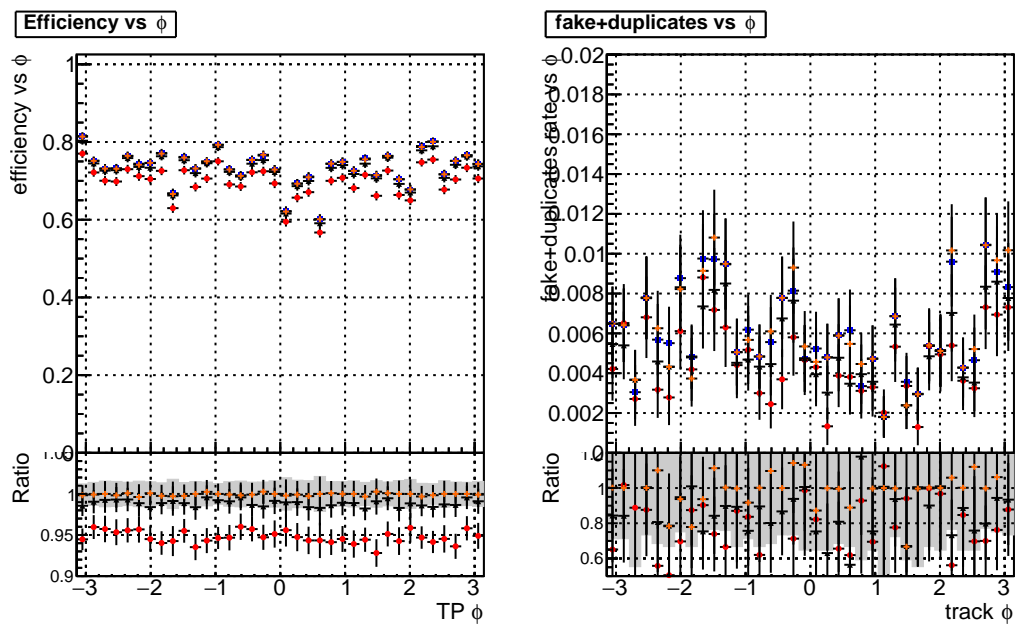 Efficiency vs ϕ
efficiency vs ϕ
1
0.8
0.6
0.4
0.2
0
Ratio
1
0.95
0.9
−3 −2 −1 0 1 2 3
TP ϕ
fake+duplicates vs ϕ
fake+duplicates rate vs ϕ
0.02
0.018
0.016
0.014
0.012
0.01
0.008
0.006
0.004
0.002
Ratio
1
0.8
0.6
−3 −2 −1 0 1 2 3
track ϕ